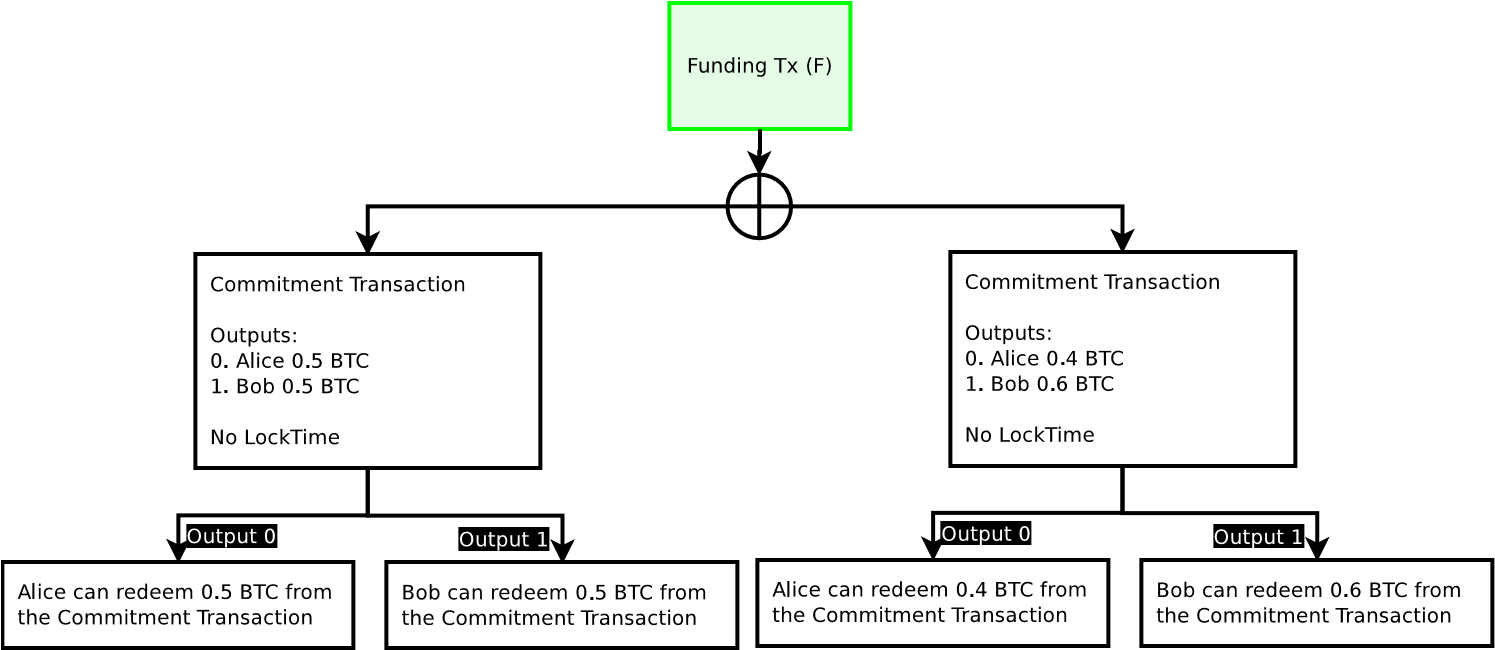 Funding Tx (F)
Commitment Transaction
Outputs:
0. Alice 0.5 BTC
1. Bob 0.5 BTC
No LockTime
Commitment Transaction
Outputs:
0. Alice 0.4 BTC
1. Bob 0.6 BTC
No LockTime
Output 0
Output 1
Output 0
Output 1
Alice can redeem 0.5 BTC from
the Commitment Transaction
Bob can redeem 0.5 BTC from
the Commitment Transaction
Alice can redeem 0.4 BTC from
the Commitment Transaction
Bob can redeem 0.6 BTC from
the Commitment Transaction